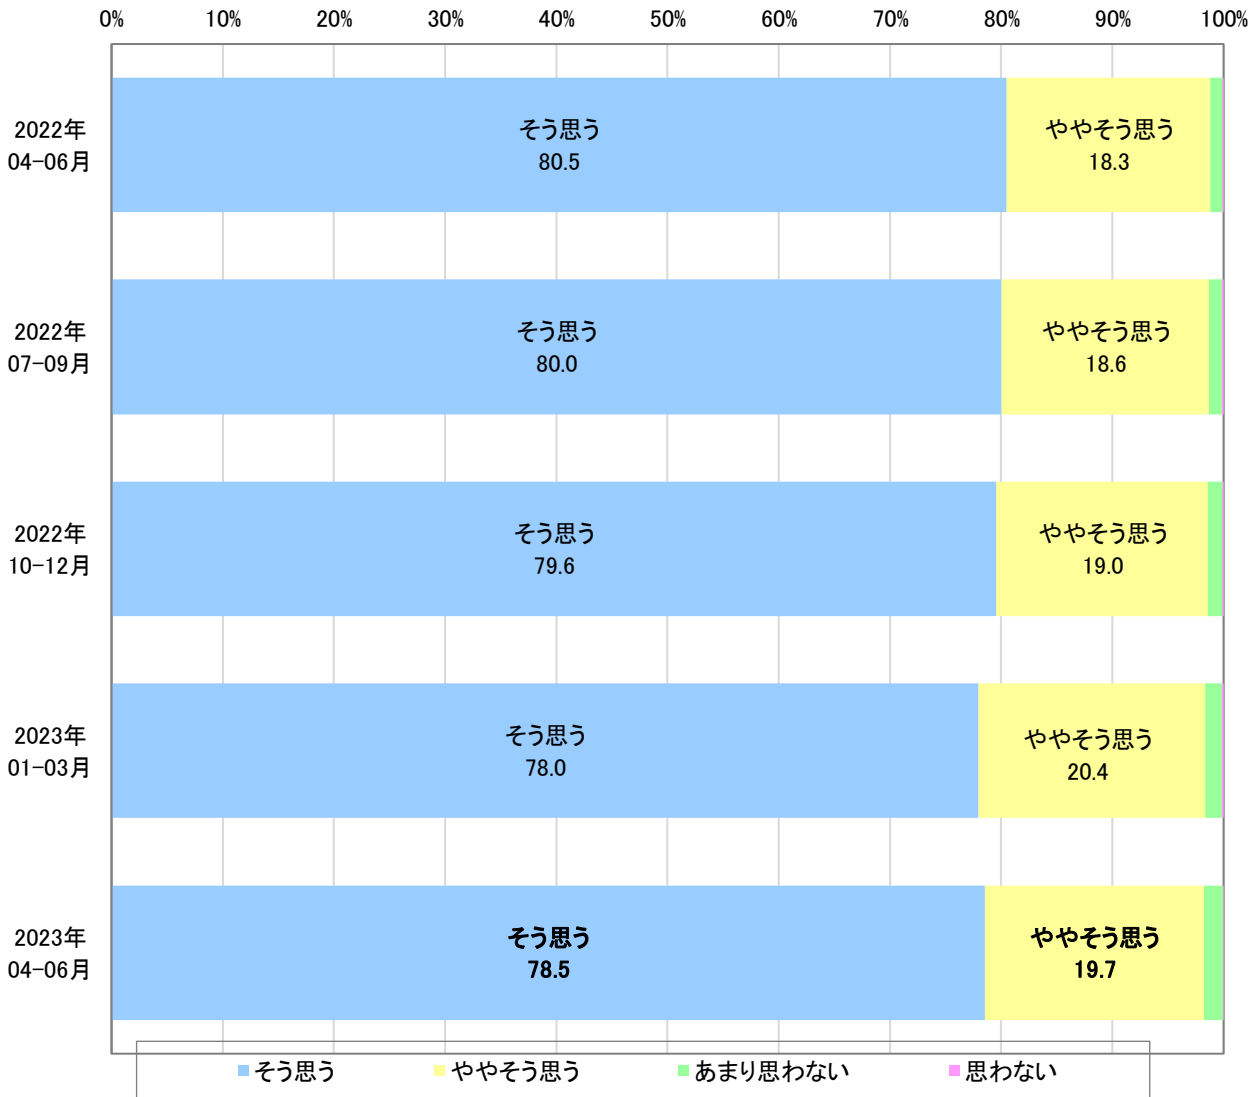 0% 10% 20% 30% 40% 50% 60% 70% 80% 90% 100%
2022年
04-06月
そう思う
80.5
ややそう思う
18.3
2022年
07-09月
そう思う
80.0
ややそう思う
18.6
2022年
10-12月
そう思う
79.6
ややそう思う
19.0
2023年
01-03月
そう思う
78.0
ややそう思う
20.4
2023年
04-06月
そう思う
78.5
ややそう思う
19.7
そう思う ややそう思う あまり思わない 思わない